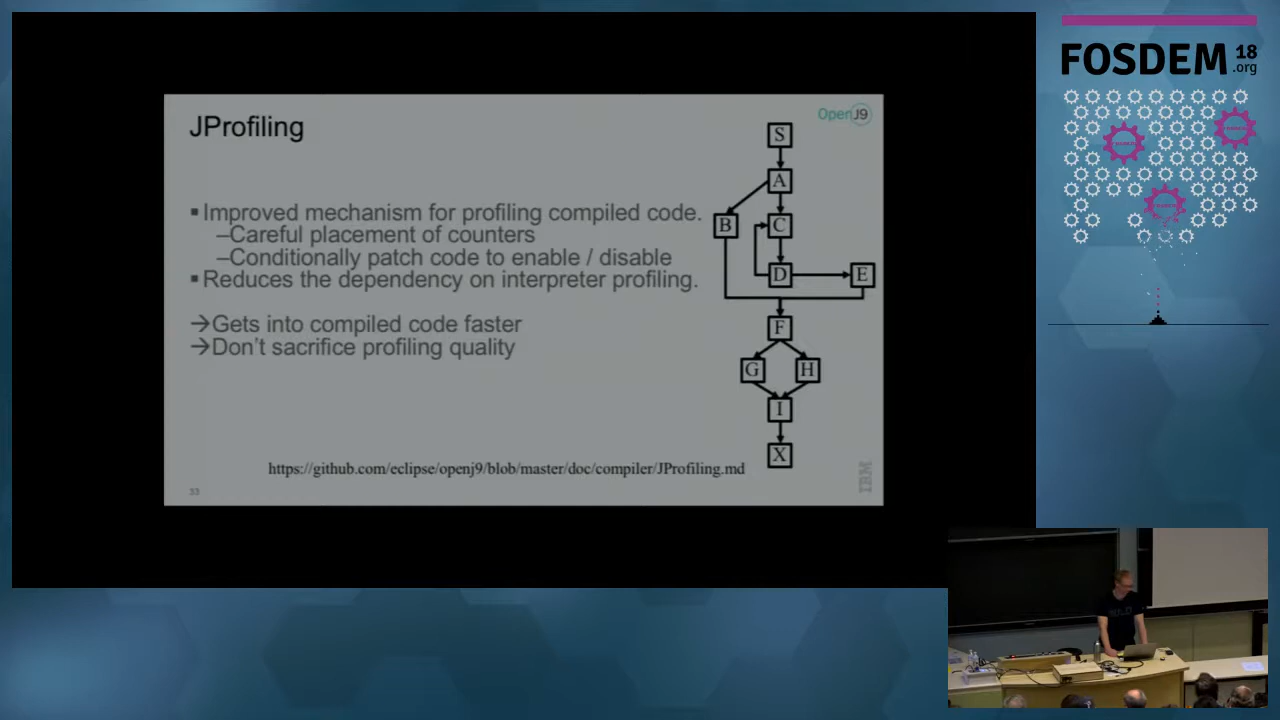 JProfiling
OpenJ9
▪Improved mechanism for profiling compiled code.
–Careful placement of counters
–Conditionally patch code to enable / disable
▪Reduces the dependency on interpreter profiling.
→Gets into compiled code faster
→Don't sacrifice profiling quality
S
A
B
C
D
E
F
G
H
I
X
https://github.com/eclipse/openj9/blob/master/doc/compiler/JProfiling.md
33
IBM
FOSDEM 18
.org